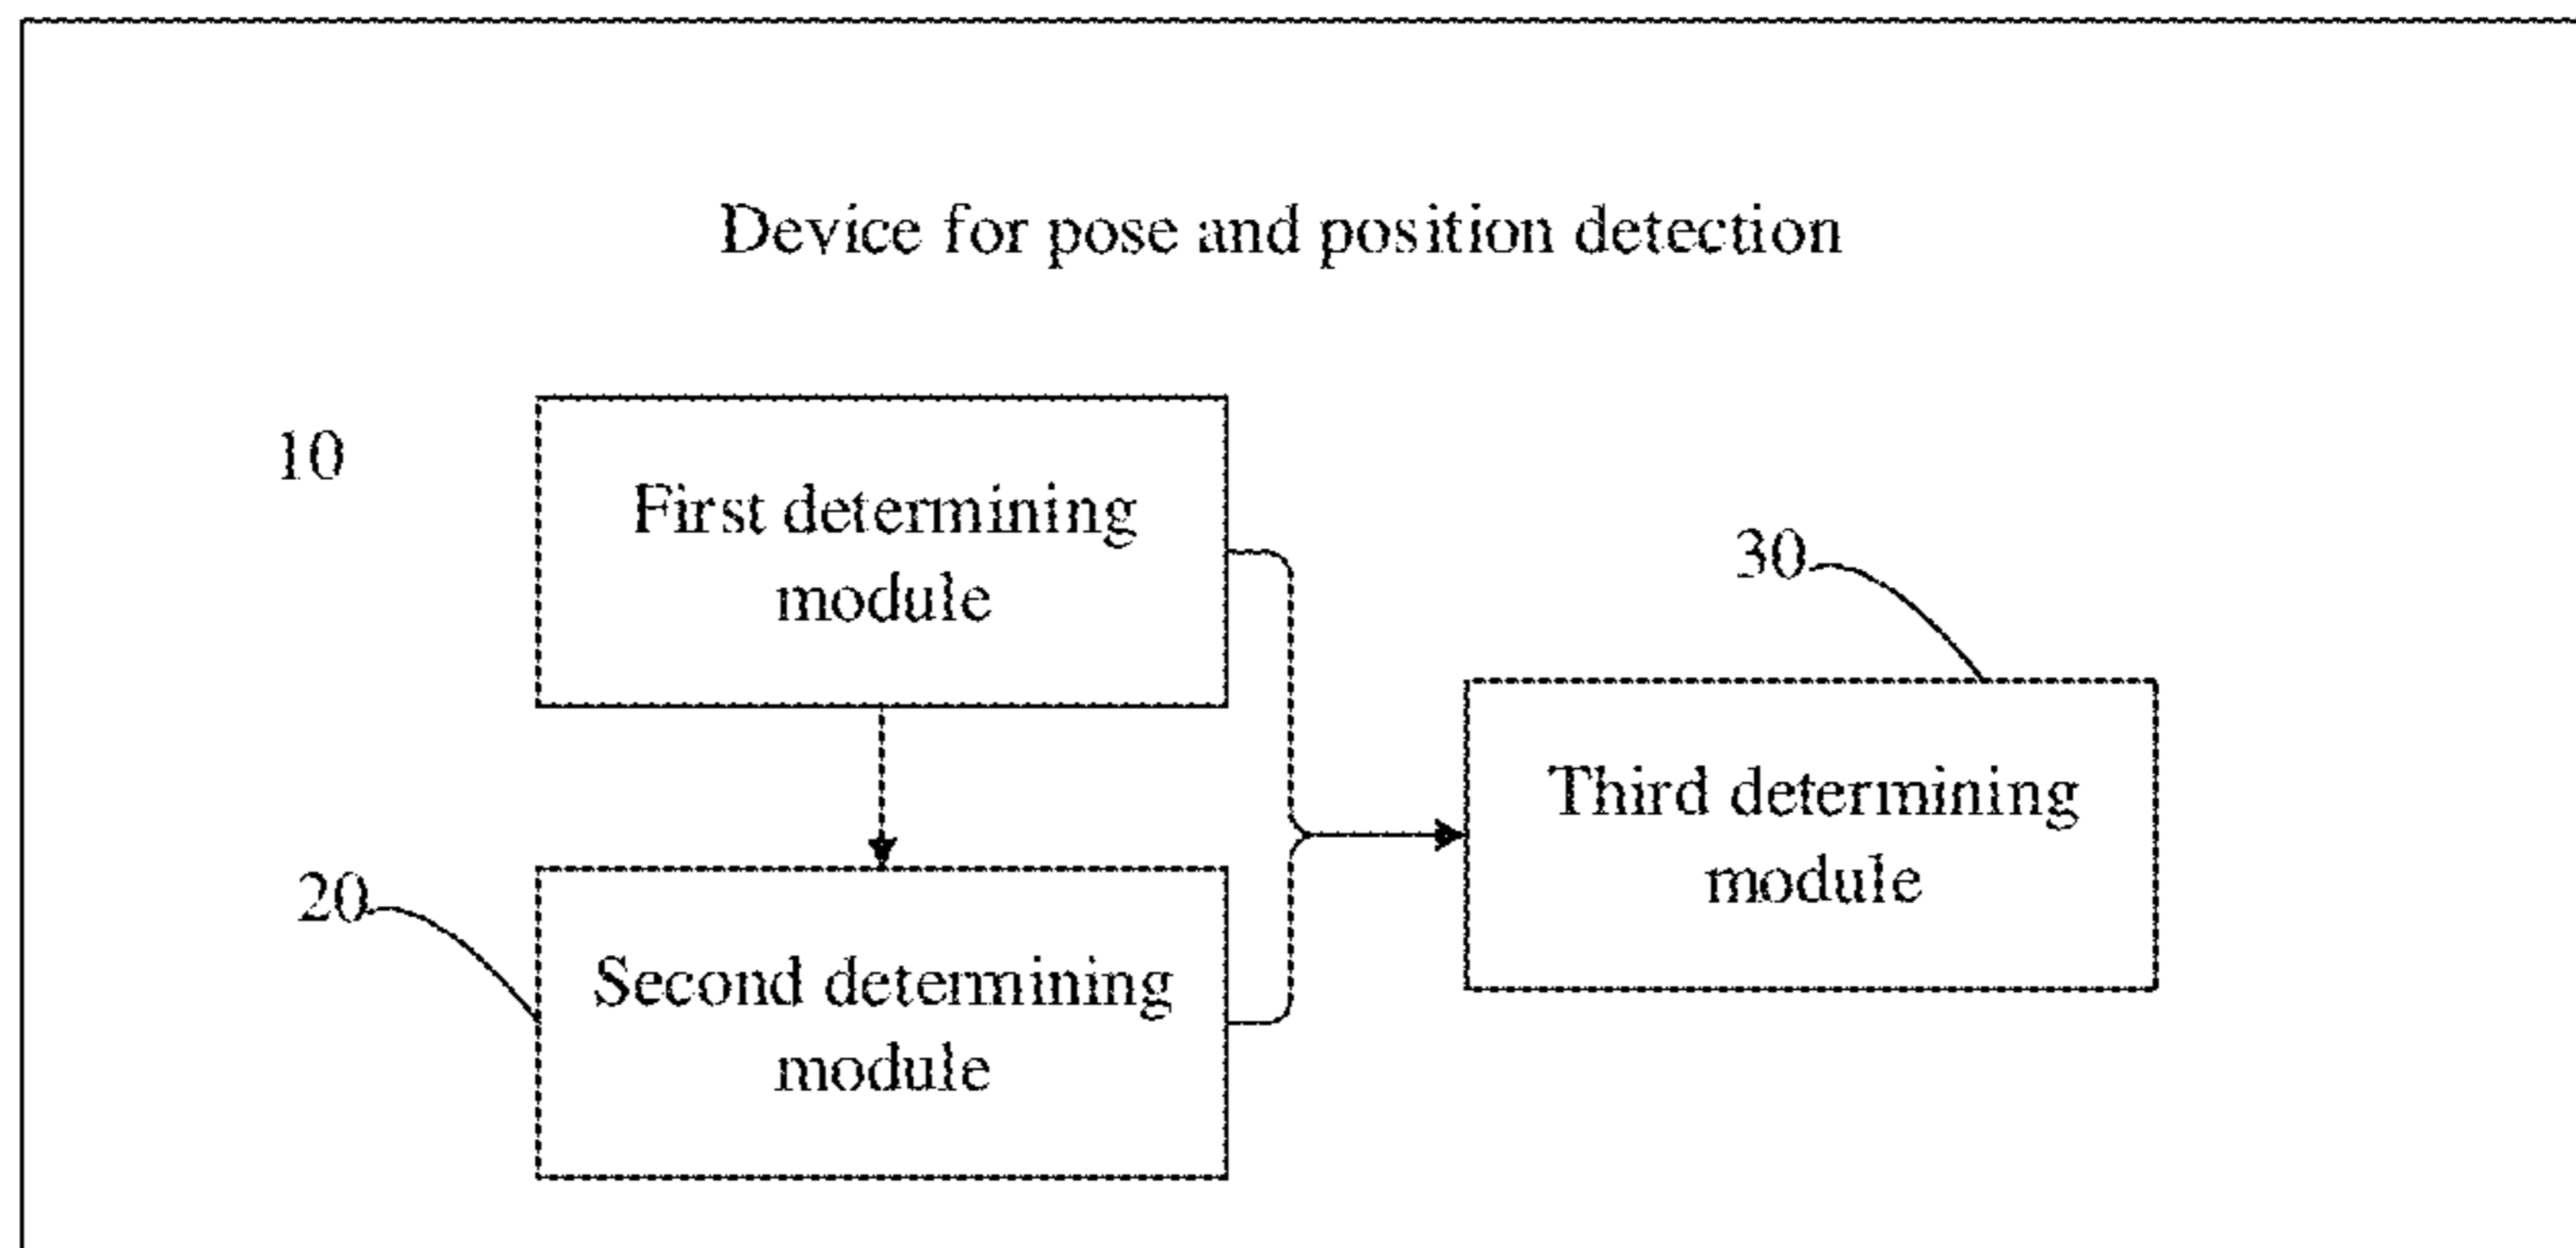 Device for pose and position detection
10
First determining
module
30
Third determining
module
20
Second determining
module